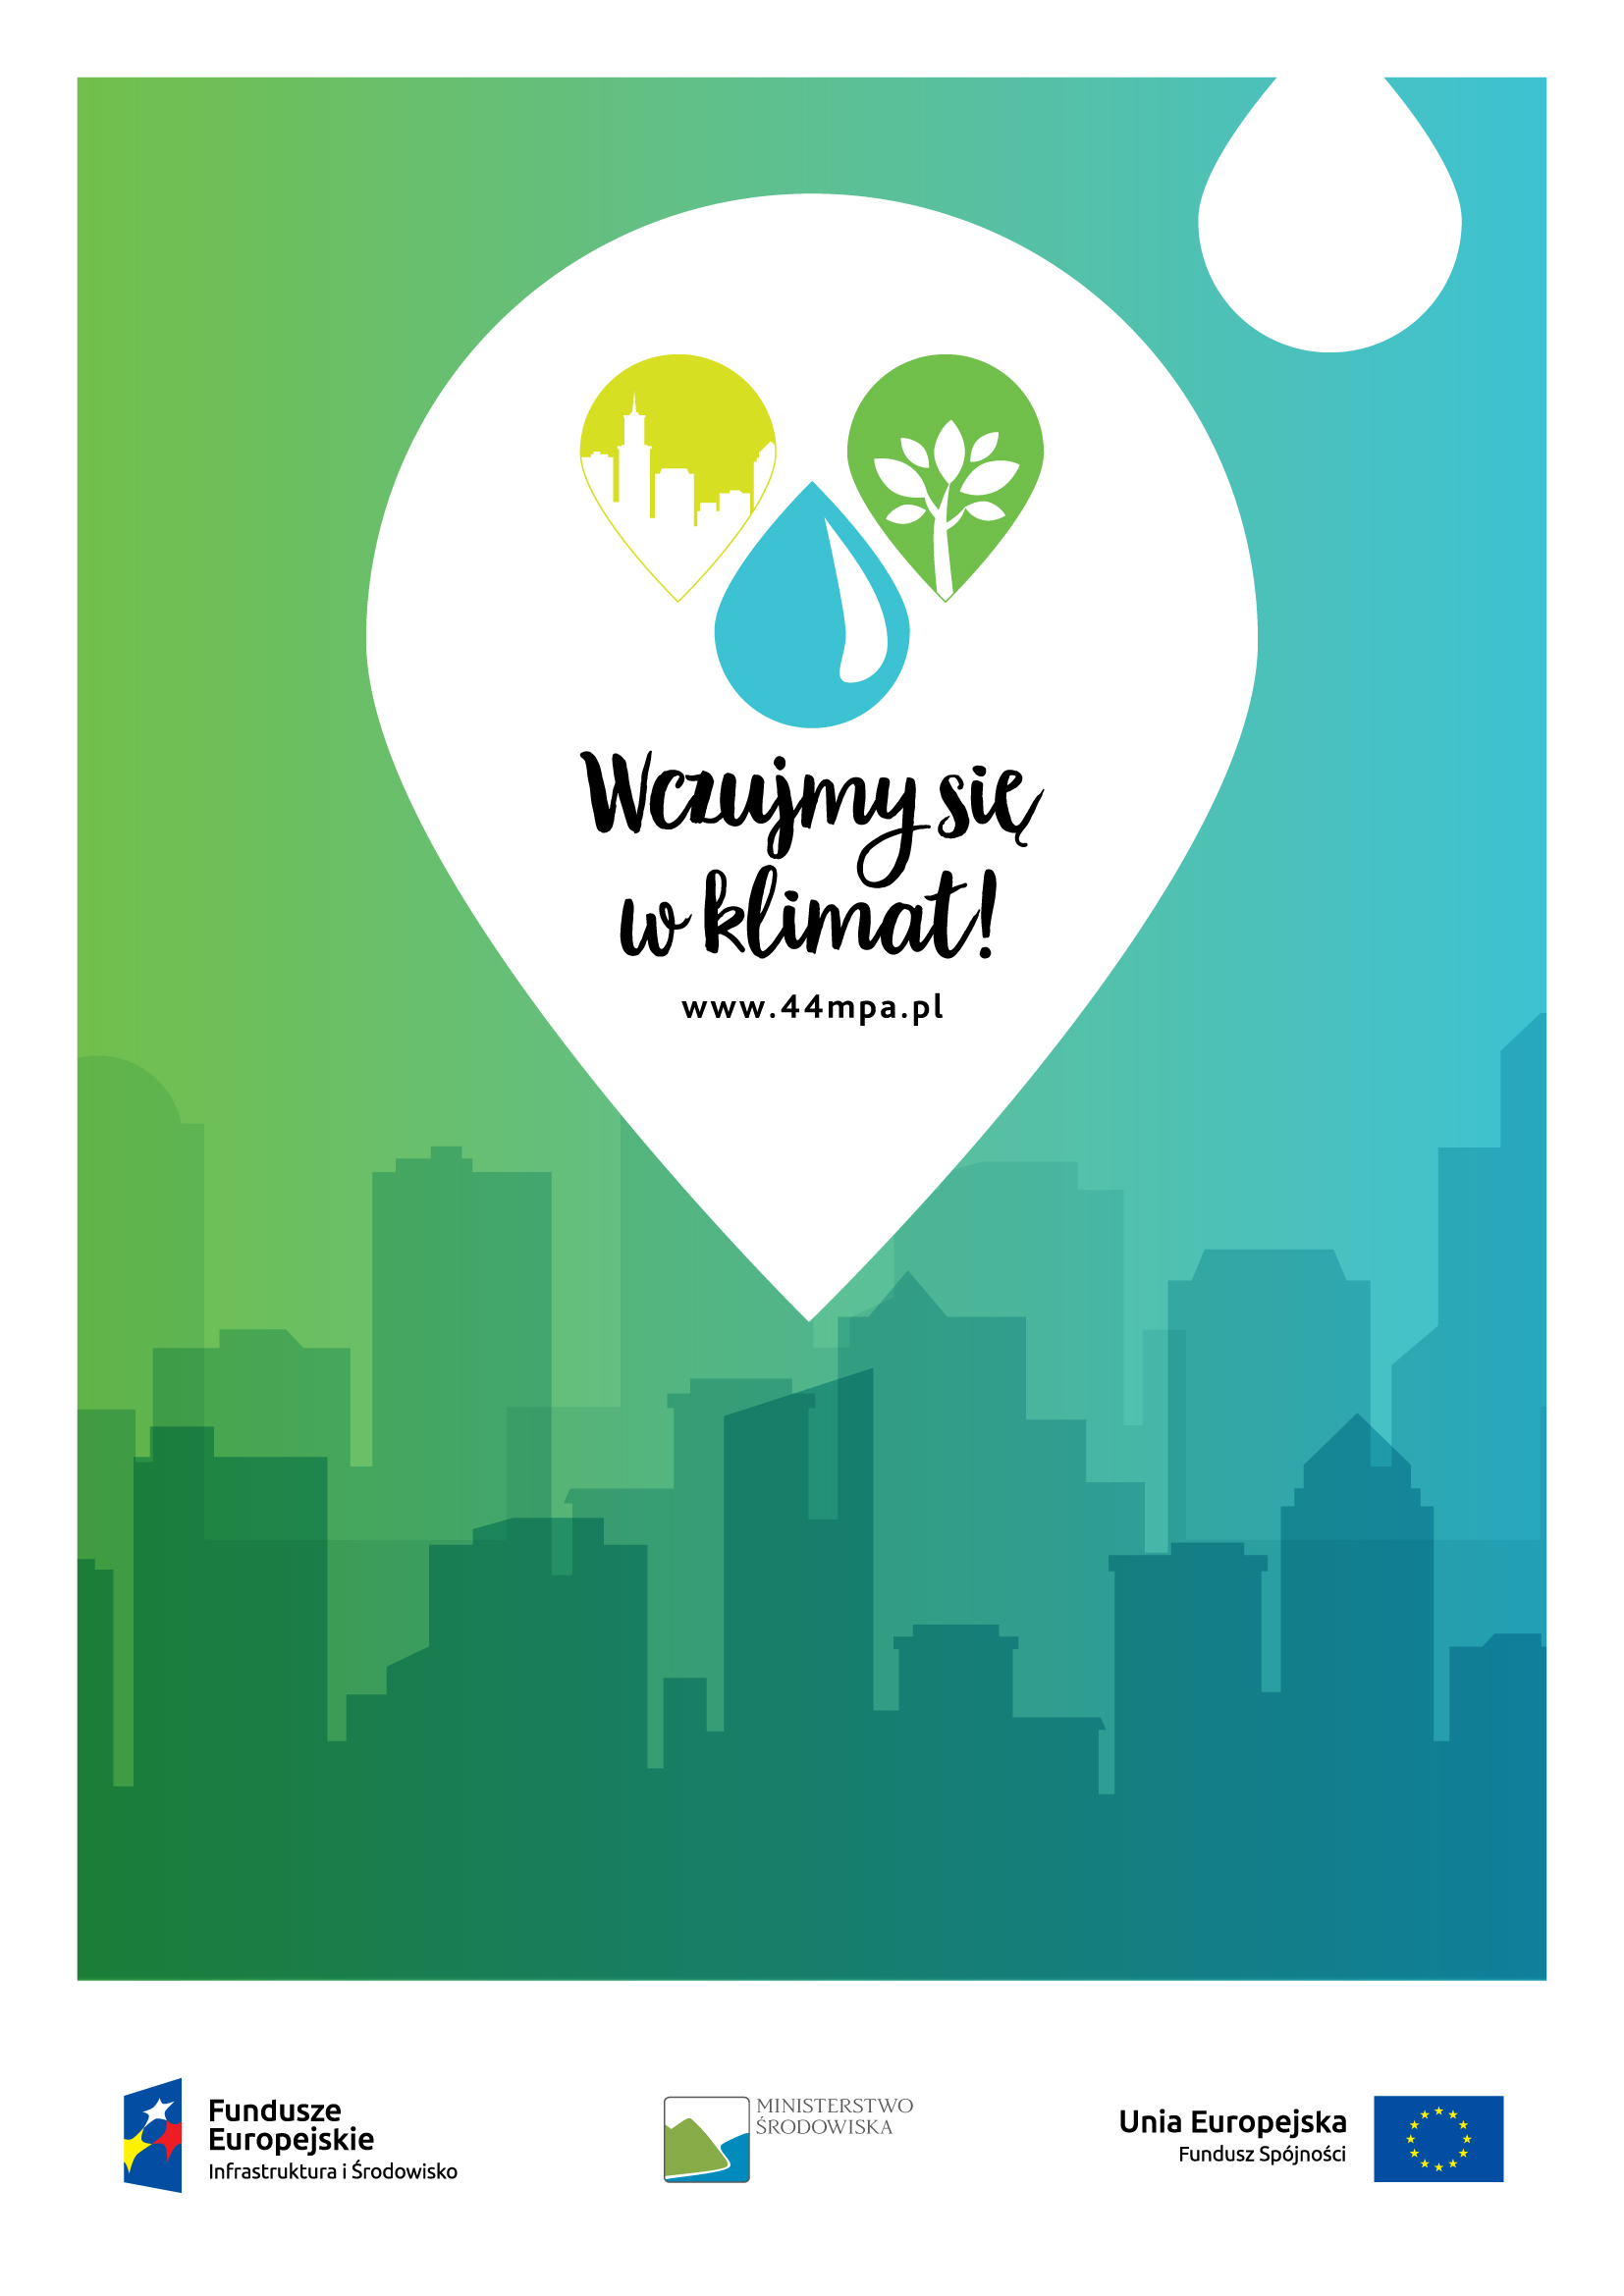 Wczujmy się
w klimat!
www.44mpa.pl
Fundusze
Europejskie
Infrastruktura i Środowisko
MINISTERSTWO
ŚRODOWISKA
Unia Europejska
Fundusz Spójności